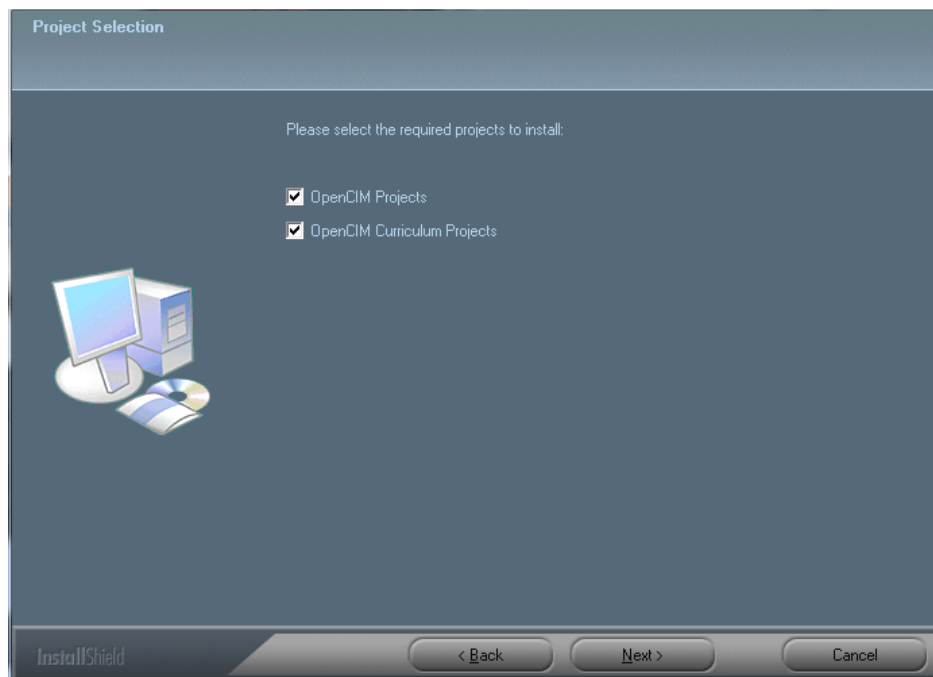 Project Selection
Please select the required projects to install:
OpenCIM Projects
OpenCIM Curriculum Projects
InstallShield
< Back
Next >
Cancel